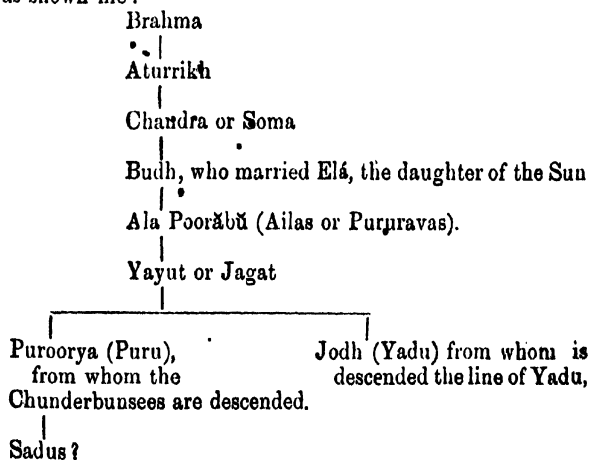 as shown me:
Brahma
Aturrikh
Chandra or Soma
Budh, who married Elá, the daughter of the Sun
Ala Poorăbŭ (Ailas or Purpravas).
Yayut or Jagat
Puroorya (Puru),
from whom the
Chunderbunsees are descended.
Jodh (Yadu) from whom is
descended the line of Yadu,
Sadus?